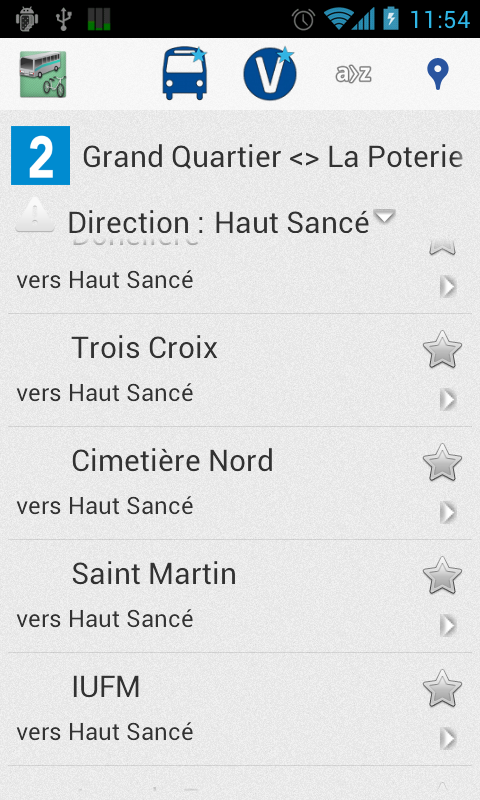 11:54
V
a>z
2 Grand Quartier <> La Poterie
Direction : Haut Sancé
vers Haut Sancé
Trois Croix
vers Haut Sancé
Cimetière Nord
vers Haut Sancé
Saint Martin
vers Haut Sancé
IUFM
vers Haut Sancé